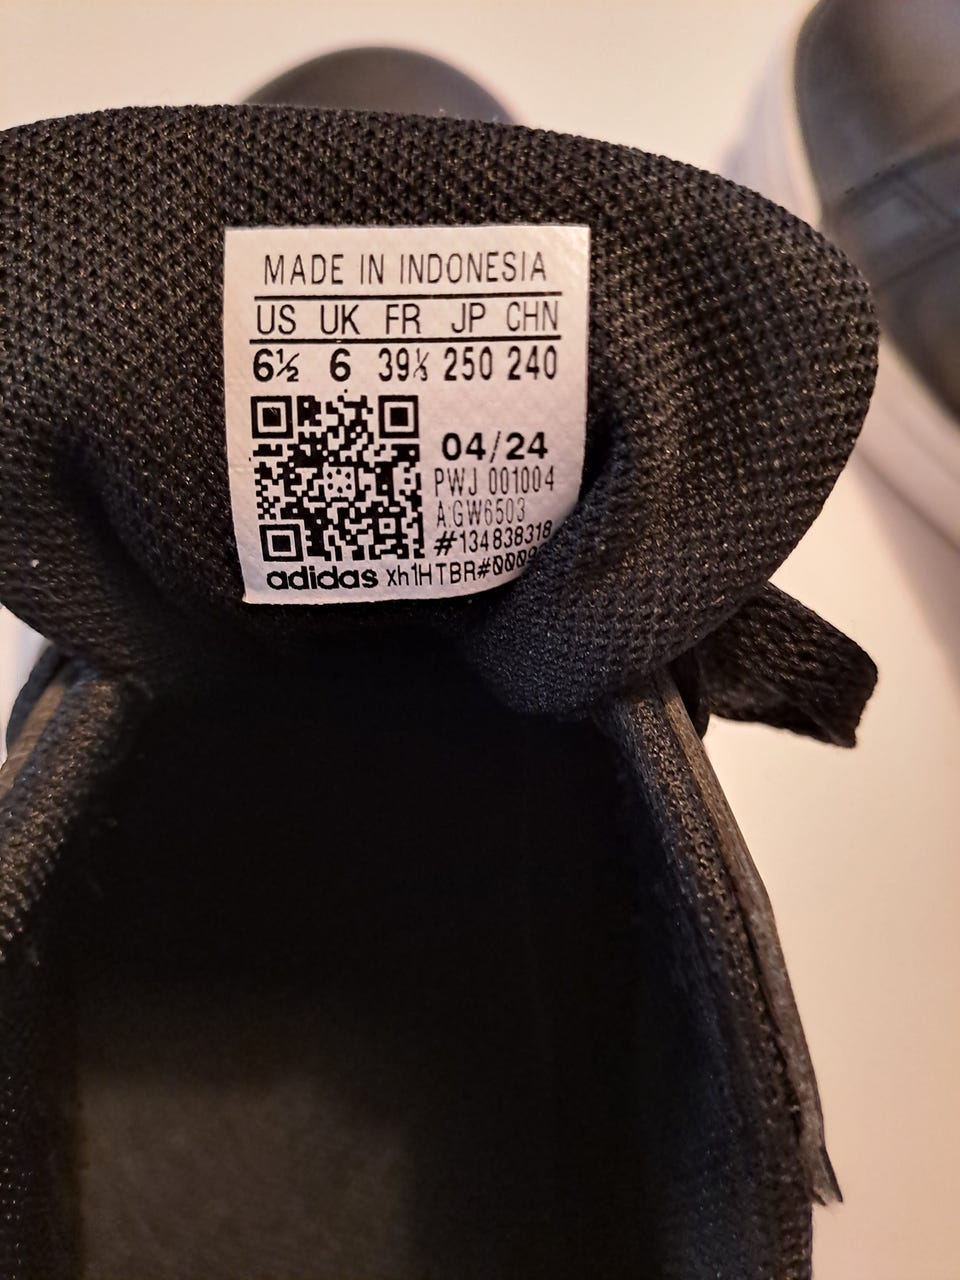 MADE IN INDONESIA
US UK FR JP CHN
6½ 6 39⅓ 250 240
04/24
PWJ 001004
A:GW6503
#134838318
adidas xh1HTBR